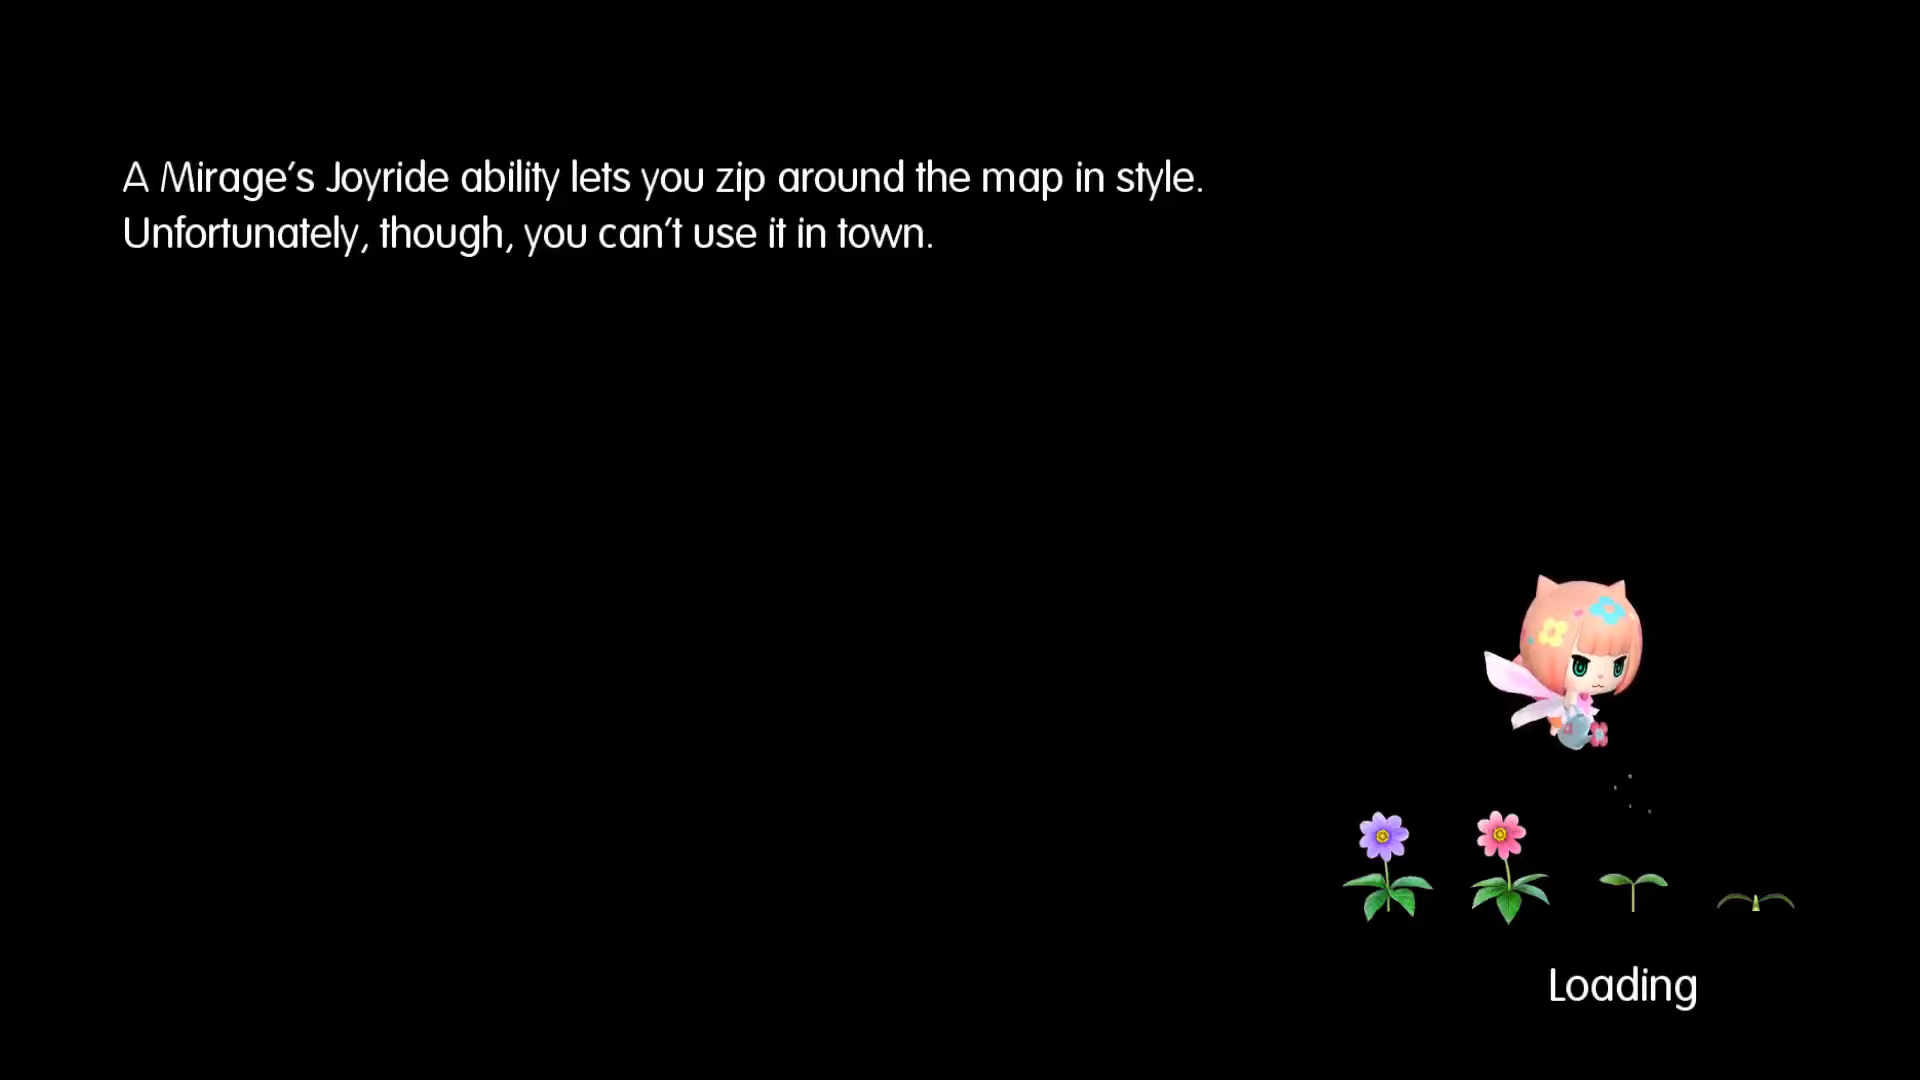 A Mirage's Joyride ability lets you zip around the map in style.
Unfortunately, though, you can't use it in town.
Loading